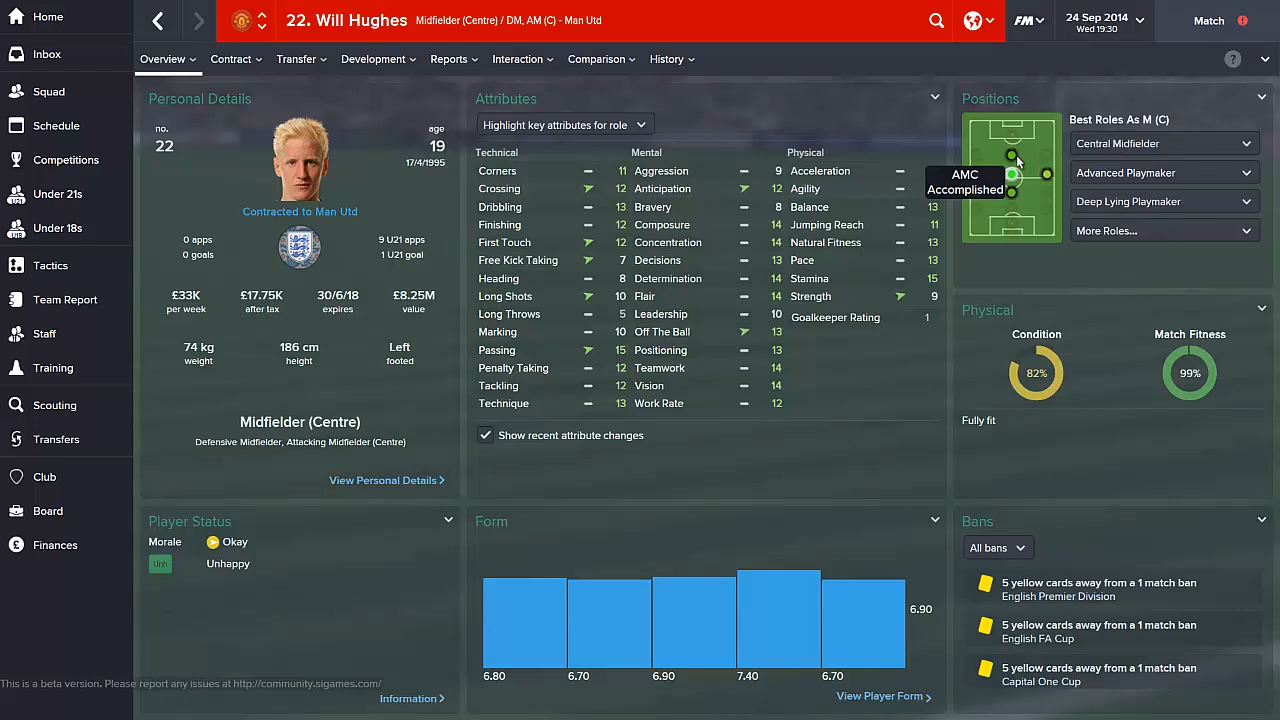 Home
Inbox
Squad
Schedule
Competitions
Under 21s
Under 18s
Tactics
Team Report
Staff
Training
Scouting
Transfers
Club
Board
Finances
22. Will Hughes Midfielder (Centre) / DM, AM (C) - Man Utd
FM
24 Sep 2014
Wed 19:30
Match
Overview Contract Transfer Development Reports Interaction Comparison History
Personal Details
no.
22
age
19
17/4/1995
Contracted to Man Utd
0 apps
0 goals
9 U21 apps
1 U21 goal
£33K
per week
£17.75K
after tax
30/6/18
expires
£8.25M
value
74 kg
weight
186 cm
height
Left
footed
Midfielder (Centre)
Defensive Midfielder, Attacking Midfielder (Centre)
View Personal Details
Attributes
Highlight key attributes for role
Technical Mental Physical
Corners 11 Aggression 9 Acceleration
Crossing 12 Anticipation 12 Agility
Dribbling 13 Bravery 8 Balance 13
Finishing 12 Composure 14 Jumping Reach 11
First Touch 12 Concentration 14 Natural Fitness 13
Free Kick Taking 7 Decisions 13 Pace 13
Heading 8 Determination 14 Stamina 15
Long Shots 10 Flair 14 Strength 9
Long Throws 5 Leadership 10 Goalkeeper Rating 1
Marking 10 Off The Ball 13
Passing 15 Positioning 13
Penalty Taking 12 Teamwork 14
Tackling 12 Vision 14
Technique 13 Work Rate 12
Show recent attribute changes
Positions
AMC
Accomplished
Best Roles As M (C)
Central Midfielder
Advanced Playmaker
Deep Lying Playmaker
More Roles...
Physical
Condition
82%
Match Fitness
99%
Fully fit
Player Status
Morale Okay
Unh Unhappy
This is a beta version. Please report any issues at http://community.sigames.com/
Information
Form
6.90
6.80 6.70 6.90 7.40 6.70
View Player Form
Bans
All bans
5 yellow cards away from a 1 match ban
English Premier Division
5 yellow cards away from a 1 match ban
English FA Cup
5 yellow cards away from a 1 match ban
Capital One Cup